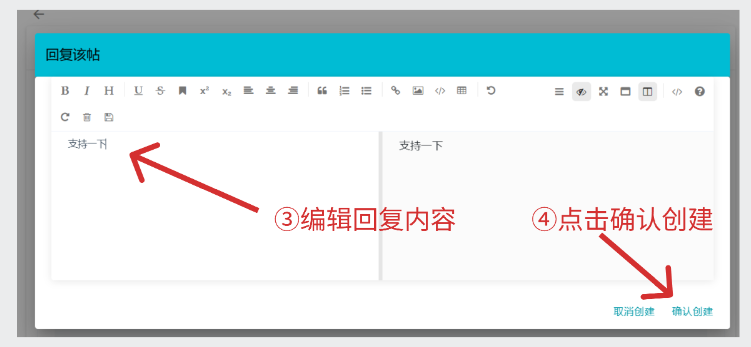 回复该帖
B I H U S x² x₂
支持一下
支持一下
③编辑回复内容
④点击确认创建
取消创建 确认创建